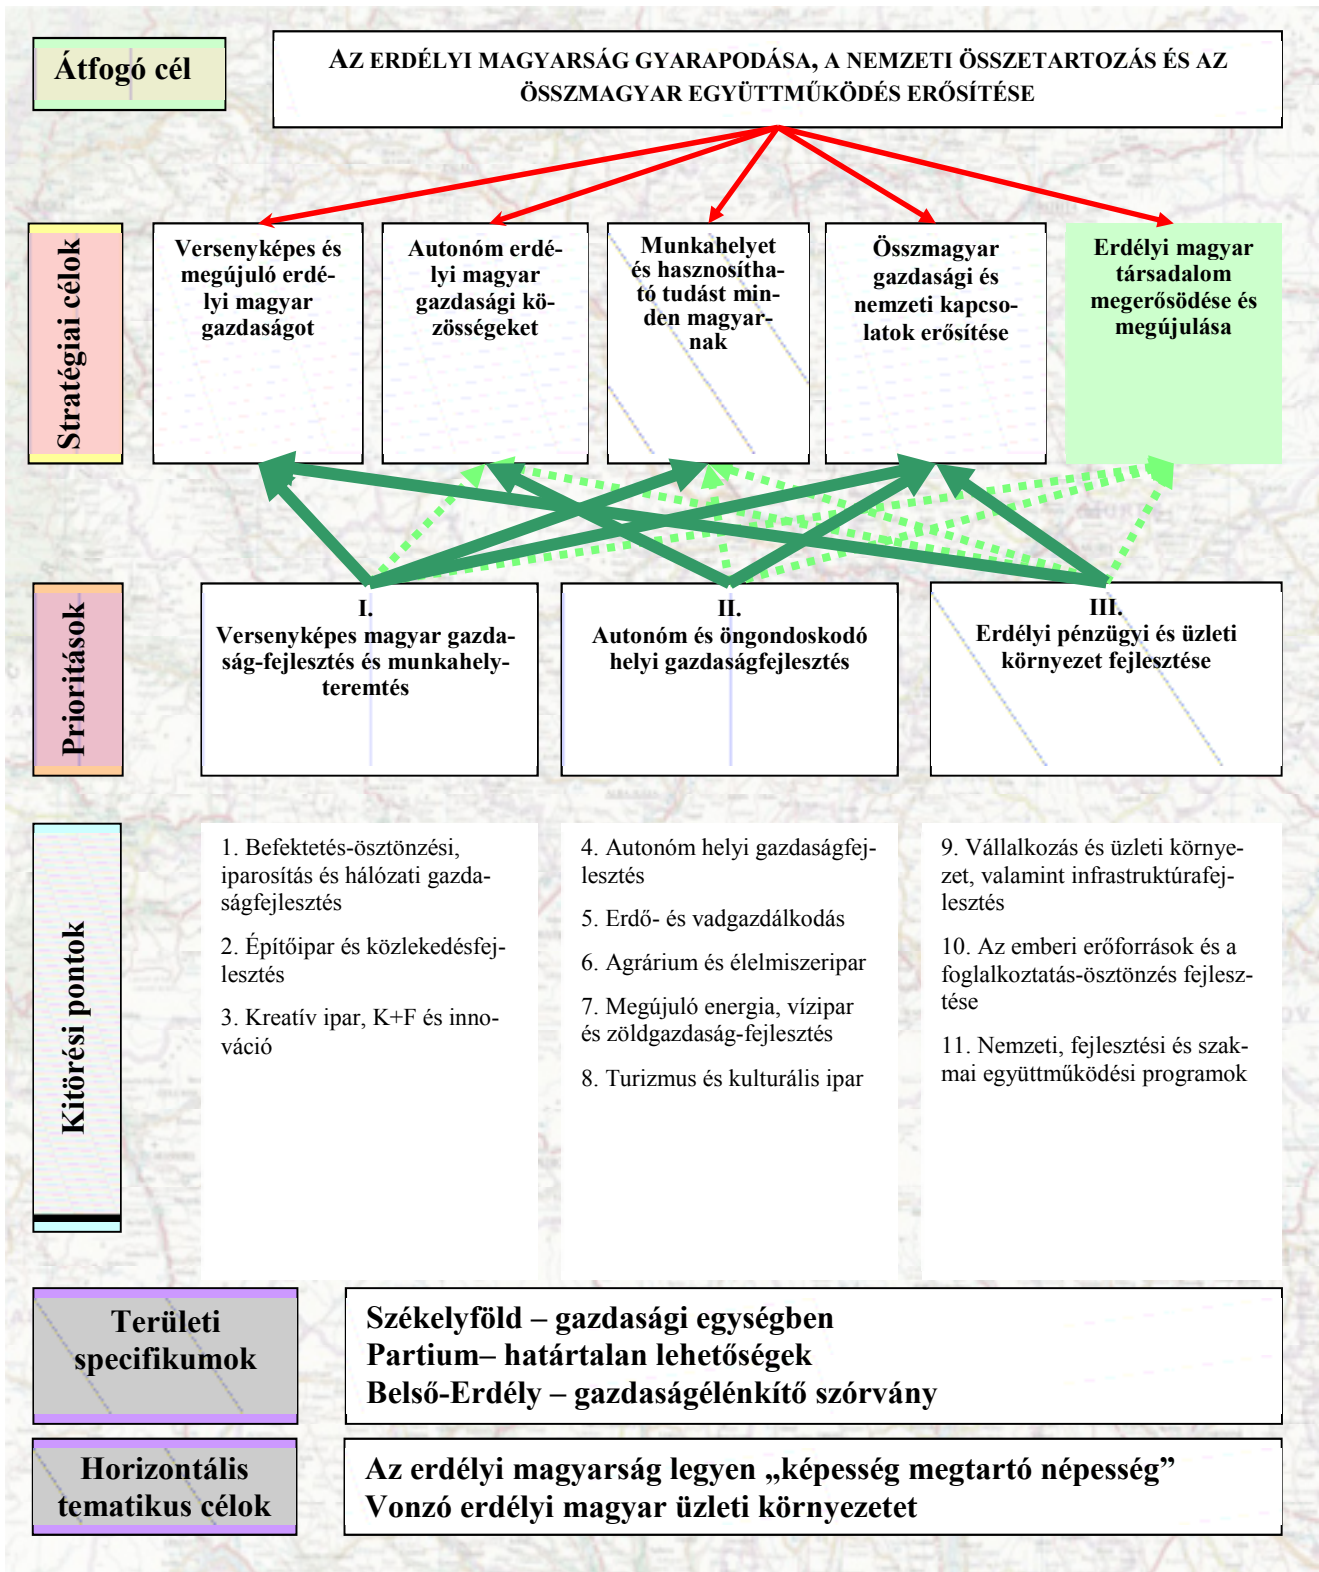 Átfogó cél
AZ ERDÉLYI MAGYARSÁG GYARAPODÁSA, A NEMZETI ÖSSZETARTOZÁS ÉS AZ
ÖSSZMAGYAR EGYÜTTMŰKÖDÉS ERŐSÍTÉSE
Stratégiai célok
Versenyképes és
megújuló erdé-
lyi magyar
gazdaságot
Autonóm erdé-
lyi magyar
gazdasági kö-
zösségeket
Munkahelyet
és hasznosítha-
tó tudást min-
den magyar-
nak
Összmagyar
gazdasági és
nemzeti kapcso-
latok erősítése
Erdélyi magyar
társadalom
megerősödése és
megújulása
Prioritások
I.
Versenyképes magyar gazda-
ság-fejlesztés és munkahely-
teremtés
II.
Autonóm és öngondoskodó
helyi gazdaságfejlesztés
III.
Erdélyi pénzügyi és üzleti
környezet fejlesztése
Kitörési pontok
1. Befektetés-ösztönzési,
iparosítás és hálózati gazda-
ságfejlesztés
2. Építőipar és közlekedésfej-
lesztés
3. Kreatív ipar, K+F és inno-
váció
4. Autonóm helyi gazdaságfej-
lesztés
5. Erdő- és vadgazdálkodás
6. Agrárium és élelmiszeripar
7. Megújuló energia, vízipar
és zöldgazdaság-fejlesztés
8. Turizmus és kulturális ipar
9. Vállalkozás és üzleti környe-
zet, valamint infrastruktúrafej-
lesztés
10. Az emberi erőforrások és a
foglalkoztatás-ösztönzés fejlesz-
tése
11. Nemzeti, fejlesztési és szak-
mai együttműködési programok
Területi
specifikumok
Székelyföld – gazdasági egységben
Partium– határtalan lehetőségek
Belső-Erdély – gazdaságélénkítő szórvány
Horizontális
tematikus célok
Az erdélyi magyarság legyen „képesség megtartó népesség”
Vonzó erdélyi magyar üzleti környezetet